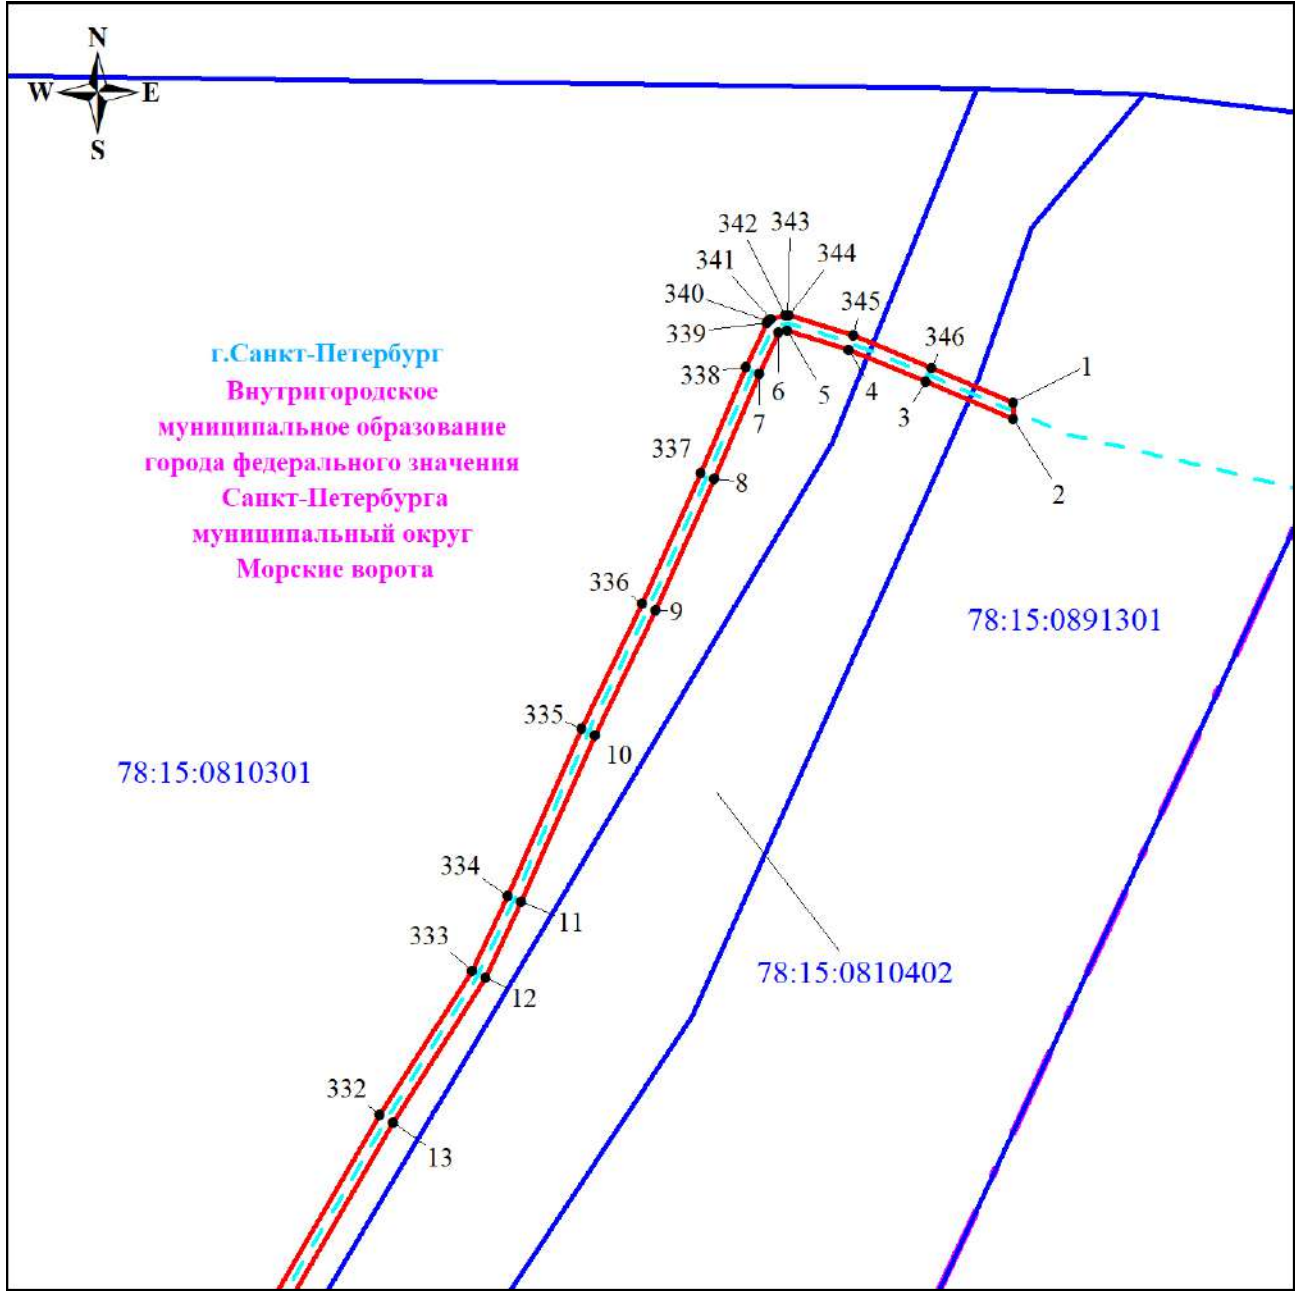 N
W E
S
342 343
341 344
340 345
339 346
338 6 5 4 3 1
7
337 8 2
г.Санкт-Петербург
Внутригородское
муниципальное образование
города федерального значения
Санкт-Петербурга
муниципальный округ
Морские ворота
336 9
78:15:0891301
335 10
78:15:0810301
334 11
333 12
78:15:0810402
332 13